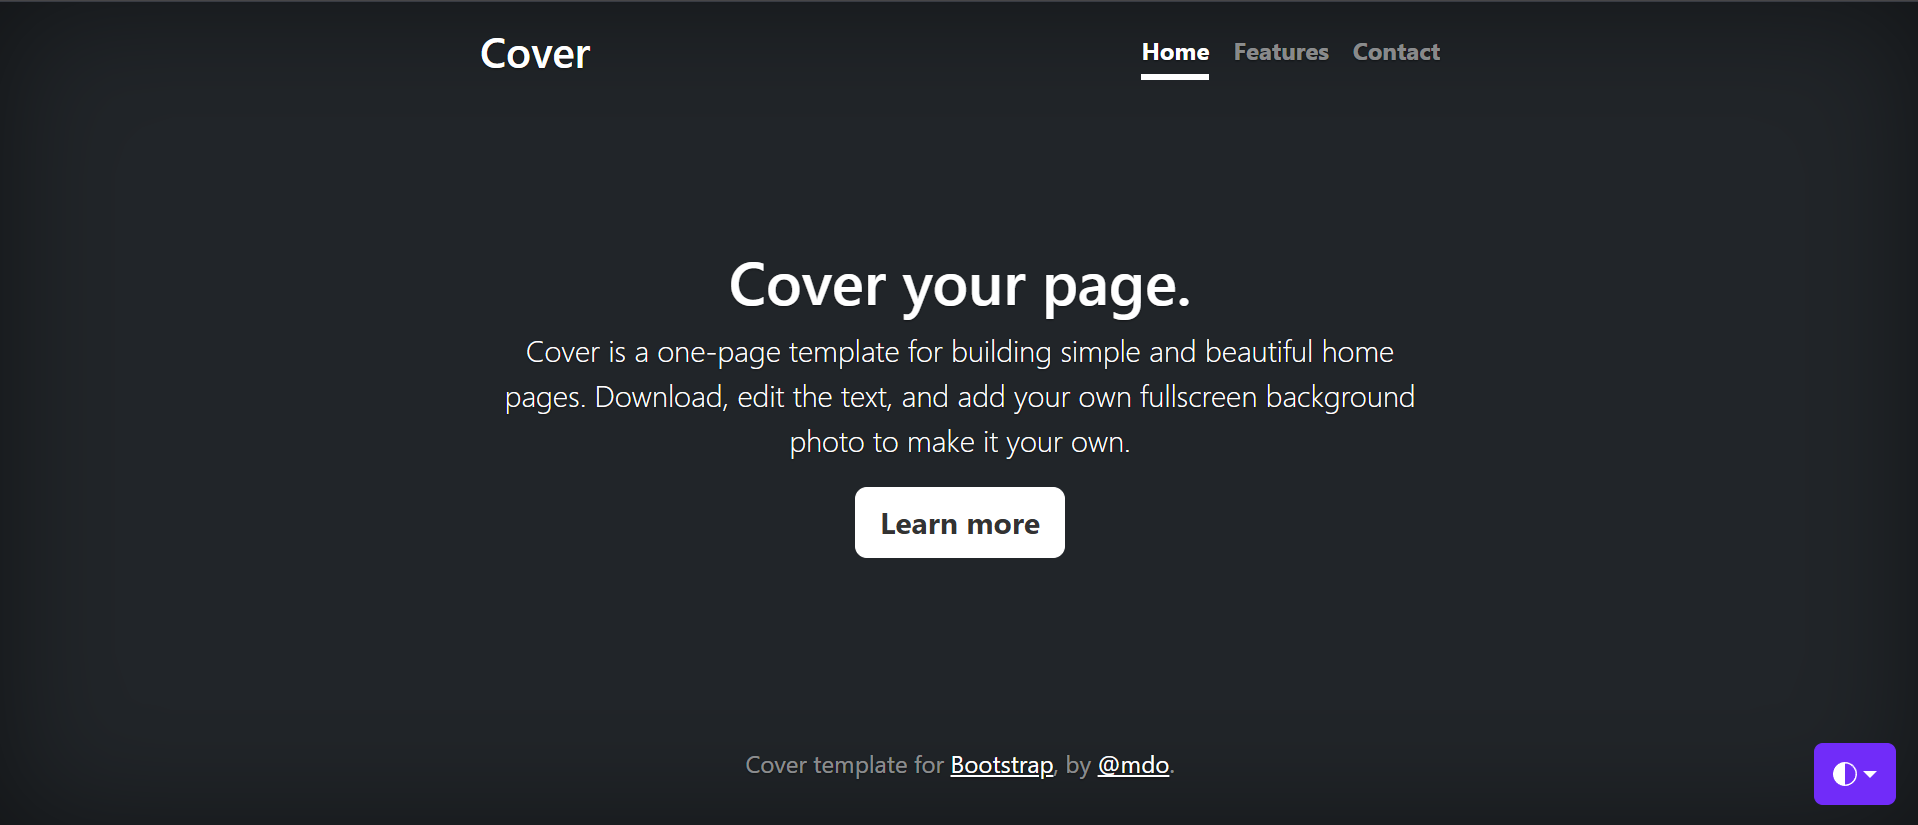 Cover
Home Features Contact
Cover your page.
Cover is a one-page template for building simple and beautiful home
pages. Download, edit the text, and add your own fullscreen background
photo to make it your own.
Learn more
Cover template for Bootstrap, by @mdo.